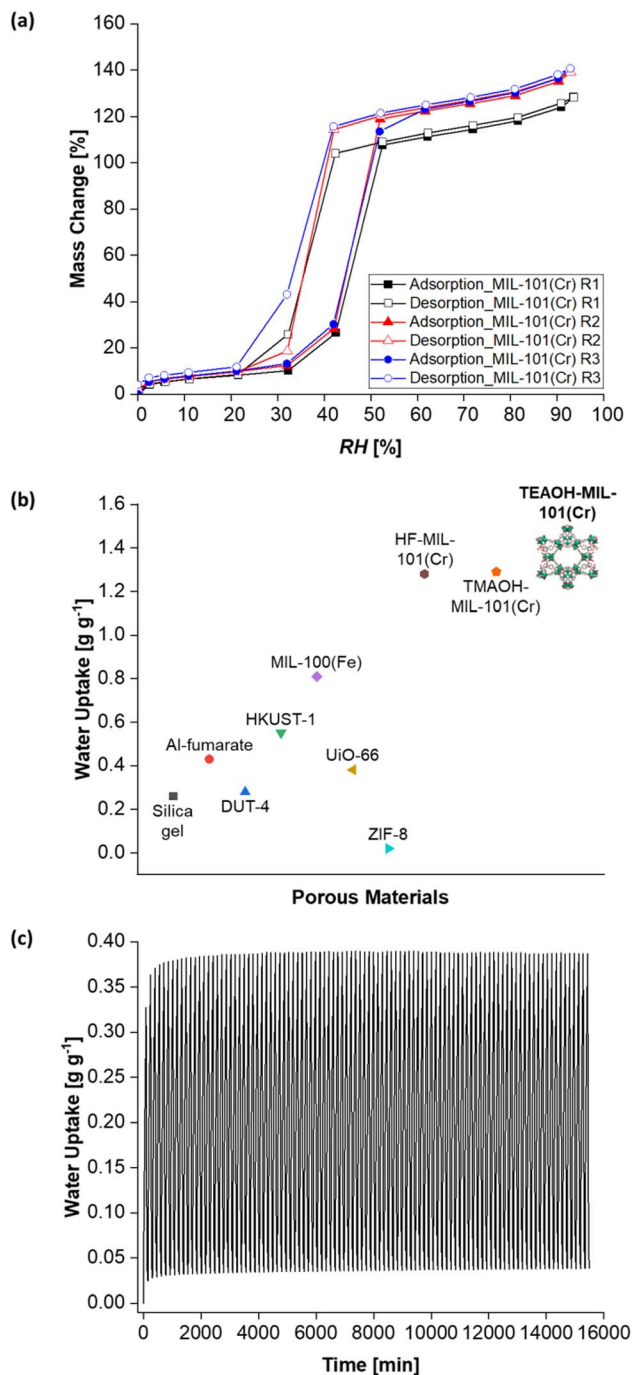 (a)
160
140
120
100
80
60
40
20
0
Mass Change [%]
Adsorption_MIL-101(Cr) R1
Desorption_MIL-101(Cr) R1
Adsorption_MIL-101(Cr) R2
Desorption_MIL-101(Cr) R2
Adsorption_MIL-101(Cr) R3
Desorption_MIL-101(Cr) R3
0 10 20 30 40 50 60 70 80 90 100
RH [%]
(b)
1.6
1.4
1.2
1.0
0.8
0.6
0.4
0.2
0.0
Water Uptake [g g-1]
TEAOH-MIL-
101(Cr)
HF-MIL-
101(Cr)
TMAOH-
MIL-101(Cr)
MIL-100(Fe)
HKUST-1
Al-fumarate
UiO-66
Silica
gel
DUT-4
ZIF-8
Porous Materials
(c)
0.40
0.35
0.30
0.25
0.20
0.15
0.10
0.05
0.00
Water Uptake [g g-1]
0 2000 4000 6000 8000 10000 12000 14000 16000
Time [min]